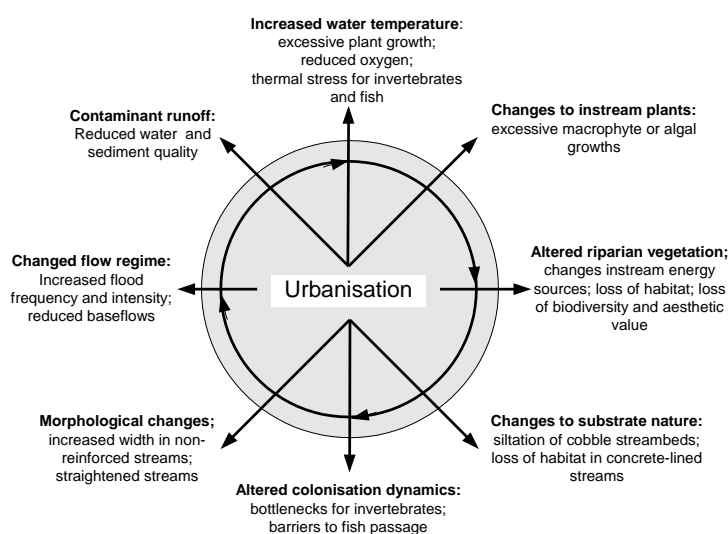 Increased water temperature:
excessive plant growth;
reduced oxygen;
thermal stress for invertebrates
and fish
Contaminant runoff:
Reduced water and
sediment quality
Changes to instream plants:
excessive macrophyte or algal
growths
Changed flow regime:
Increased flood
frequency and intensity;
reduced baseflows
Urbanisation
Altered riparian vegetation;
changes instream energy
sources; loss of habitat; loss
of biodiversity and aesthetic
value
Morphological changes;
increased width in non-
reinforced streams;
straightened streams
Altered colonisation dynamics:
bottlenecks for invertebrates;
barriers to fish passage
Changes to substrate nature:
siltation of cobble streambeds;
loss of habitat in concrete-lined
streams